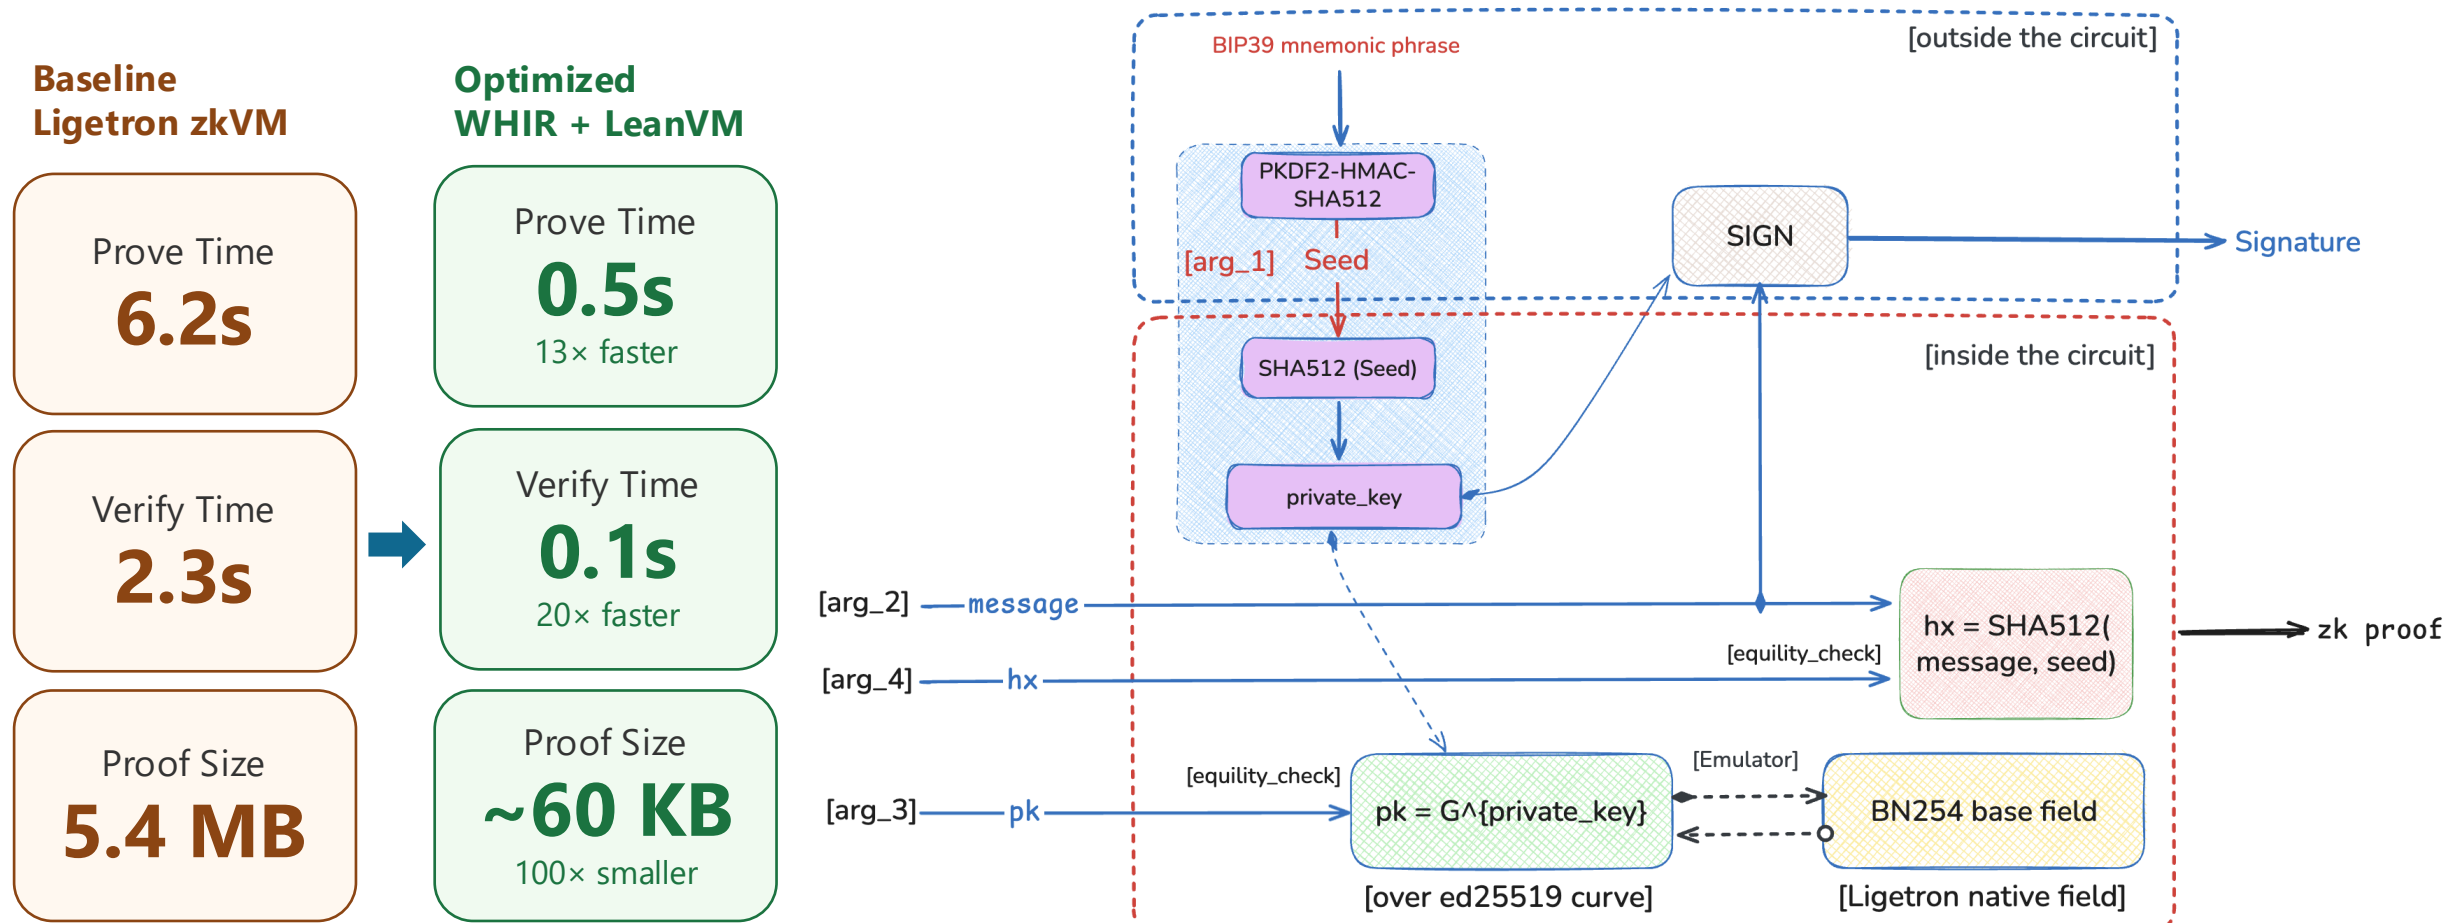 Baseline
Ligetron zkVM
Prove Time
6.2s
Verify Time
2.3s
Proof Size
5.4 MB
Optimized
WHIR + LeanVM
Prove Time
0.5s
13× faster
Verify Time
0.1s
20× faster
Proof Size
~60 KB
100× smaller
BIP39 mnemonic phrase
[outside the circuit]
PKDF2-HMAC-
SHA512
[arg_1] Seed
SIGN
Signature
[inside the circuit]
SHA512 (Seed)
private_key
[arg_2] message
hx = SHA512(
message, seed)
zk proof
[equility_check]
[arg_4] hx
[Emulator]
[equility_check]
[arg_3] pk
pk = G^{private_key}
BN254 base field
[over ed25519 curve]
[Ligetron native field]